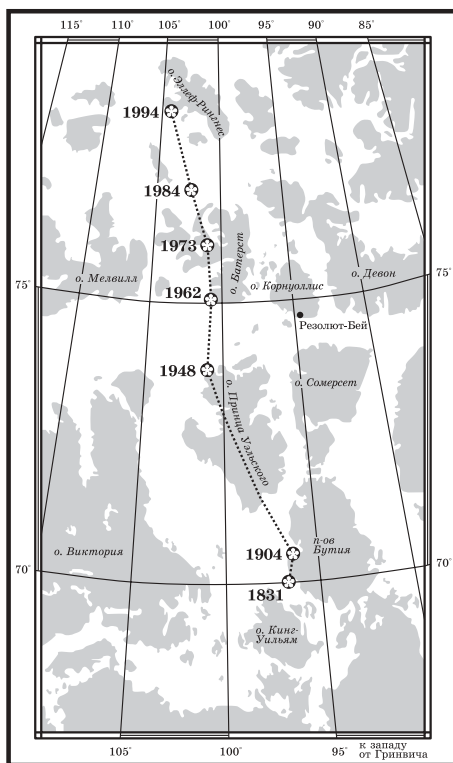 115° 110° 105° 100° 95° 90° 85°
о. Эллеф-Рингнес
1994
1984
1973
о. Батерст
75°
75°
о. Мелвилл
о. Девон
о. Корнуоллис
1962
Резолют-Бей
1948
о. Сомерсет
о. Принца Уэльского
п-ов
Бутия
о. Виктория
1904
70°
70°
1831
о. Кинг-
Уильям
105° 100° 95°
к западу
от Гринвича